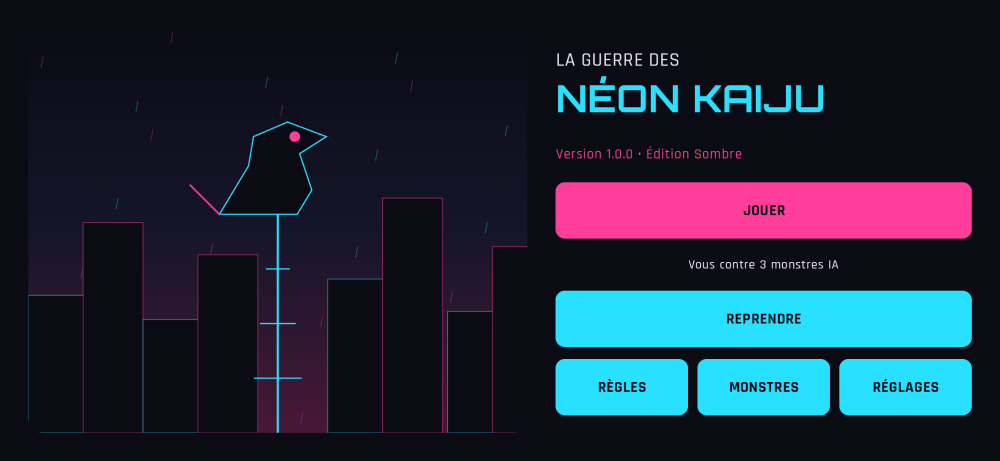 LA GUERRE DES
NÉON KAIJU
Version 1.0.0 • Édition Sombre
JOUER
Vous contre 3 monstres IA
REPRENDRE
RÈGLES
MONSTRES
RÉGLAGES